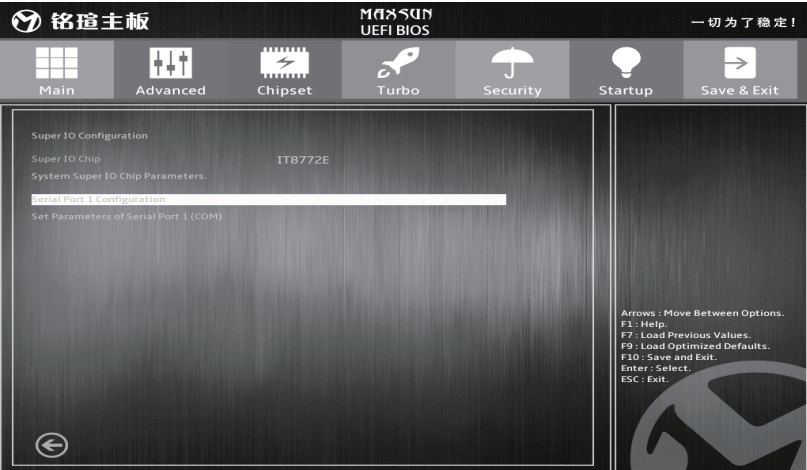 铭瑄主板
MAXSUN
UEFI BIOS
一切为了稳定!
Main
Advanced
Chipset
Turbo
Security
Startup
Save & Exit
Super IO Configuration
Super IO Chip
IT8772E
System Super IO Chip Parameters.
Serial Port 1 Configuration
Set Parameters of Serial Port 1 (COM)
Arrows : Move Between Options.
F1 : Help.
F7 : Load Previous Values.
F9 : Load Optimized Defaults.
F10 : Save and Exit.
Enter : Select.
ESC : Exit.